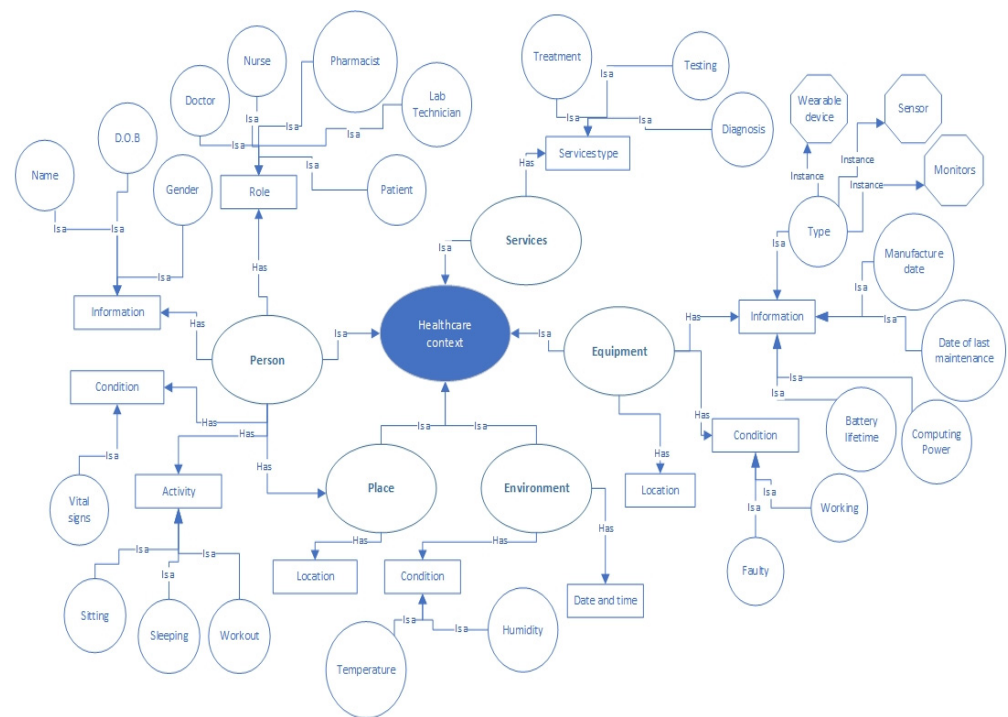 Nurse
Pharmacist
Treatment
Testing
Doctor
Lab
Technician
Wearable
device
Sensor
D.O.B
Isa
Isa
Isa
Isa
Isa
Isa
Isa
Diagnosis
Name
Gender
Services type
Instance
Monitors
Role
Patient
Has
Instance
Instance
Isa
Isa
Isa
Services
Type
Isa
Isa
Manufacture
date
Has
Isa
Information
Healthcare
context
Information
Has
Isa
Isa
Has
Isa
Person
Equipment
Date of last
maintenance
Condition
Has
Has
Isa
Isa
Has
Isa
Isa
Battery
lifetime
Computing
Power
Isa
Has
Condition
Has
Has
Vital
signs
Activity
Place
Environment
Location
Isa
Isa
Working
Has
Has
Has
Isa
Isa
Isa
Location
Condition
Faulty
Date and time
Sitting
Sleeping
Workout
Isa
Isa
Humidity
Temperature